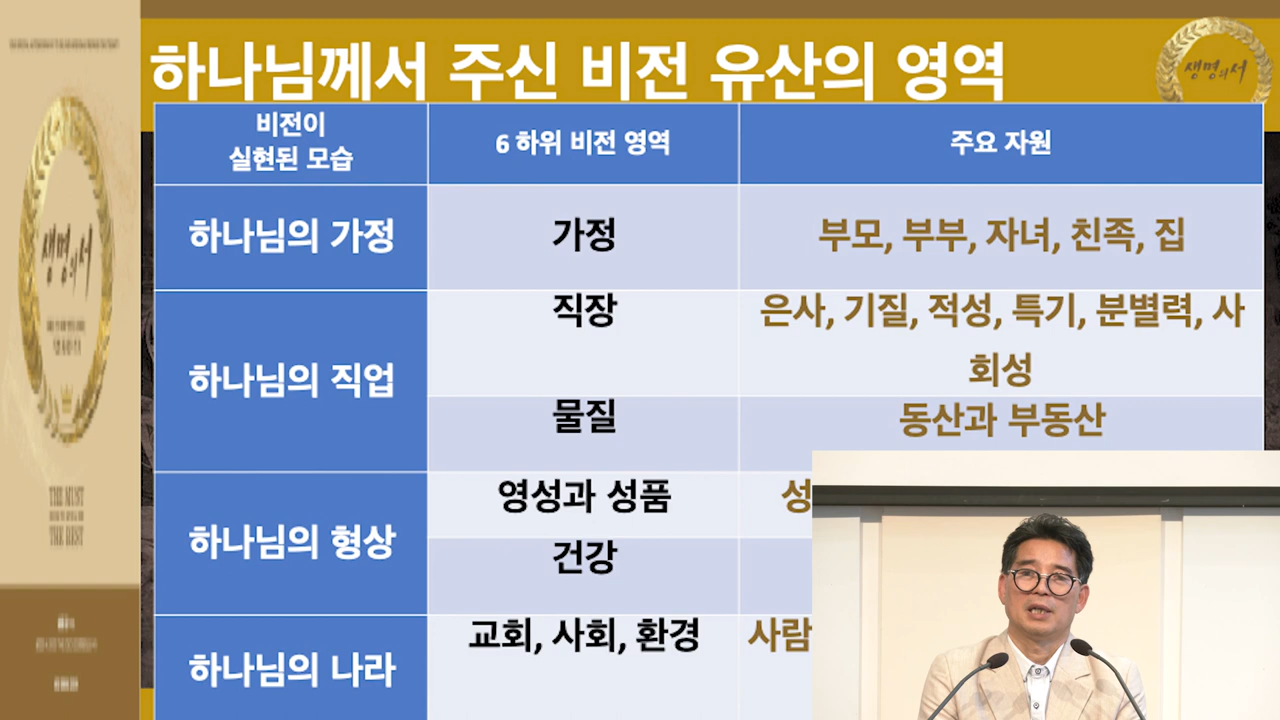 하나님께서 주신 비전 유산의 영역
생명의서
비전이
실현된 모습
6 하위 비전 영역
주요 자원
하나님의 가정
가정
부모, 부부, 자녀, 친족, 집
하나님의 직업
직장
은사, 기질, 적성, 특기, 분별력, 사
회성
물질
동산과 부동산
하나님의 형상
영성과 성품
성
건강
하나님의 나라
교회, 사회, 환경
사람
생명의서
THE MUST
THE BEST